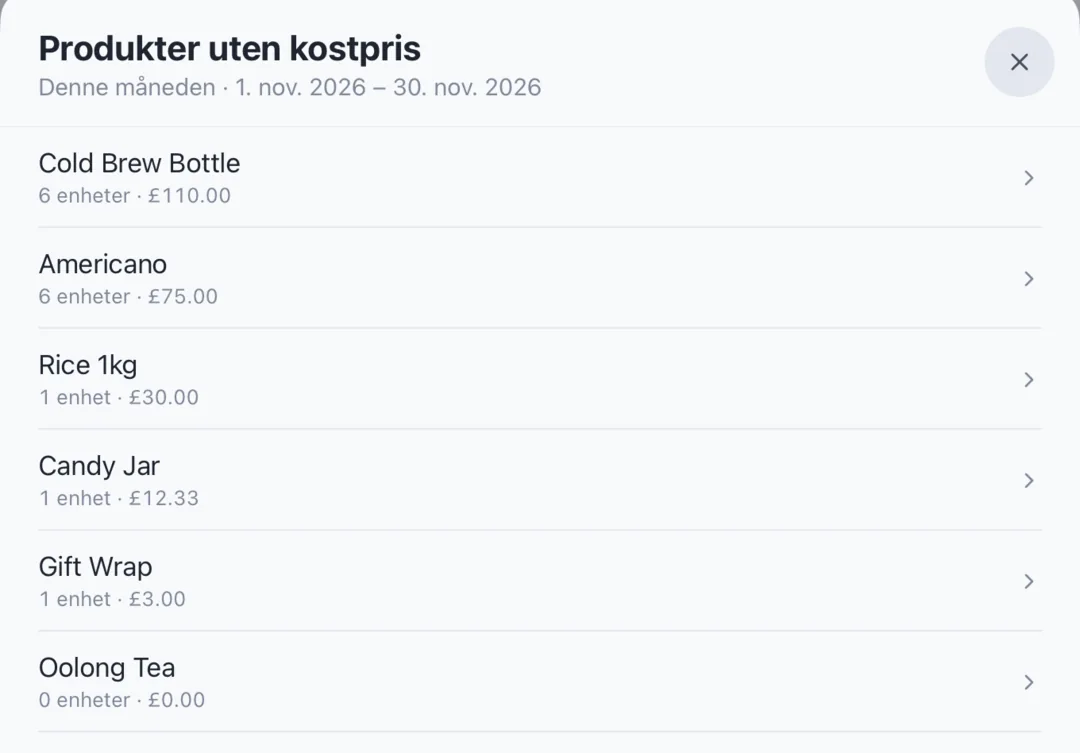 Produkter uten kostpris
Denne måneden · 1. nov. 2026 – 30. nov. 2026
Cold Brew Bottle
6 enheter · £110.00
Americano
6 enheter · £75.00
Rice 1kg
1 enhet · £30.00
Candy Jar
1 enhet · £12.33
Gift Wrap
1 enhet · £3.00
Oolong Tea
0 enheter · £0.00